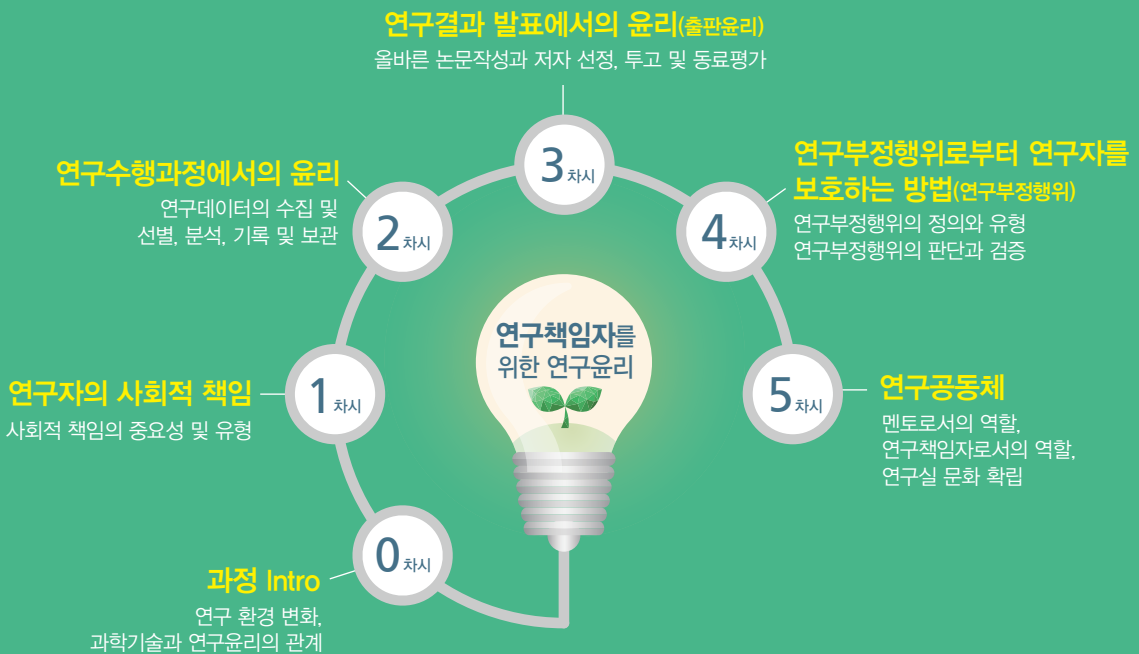 연구결과 발표에서의 윤리(출판윤리)
올바른 논문작성과 저자 선정, 투고 및 동료평가
3차시
연구수행과정에서의 윤리
연구데이터의 수집 및
선별, 분석, 기록 및 보관
2차시
연구부정행위로부터 연구자를
보호하는 방법(연구부정행위)
연구부정행위의 정의와 유형
연구부정행위의 판단과 검증
4차시
연구책임자를
위한 연구윤리
연구자의 사회적 책임
사회적 책임의 중요성 및 유형
1차시
5차시
연구공동체
멘토로서의 역할,
연구책임자로서의 역할,
연구실 문화 확립
0차시
과정 Intro
연구 환경 변화,
과학기술과 연구윤리의 관계